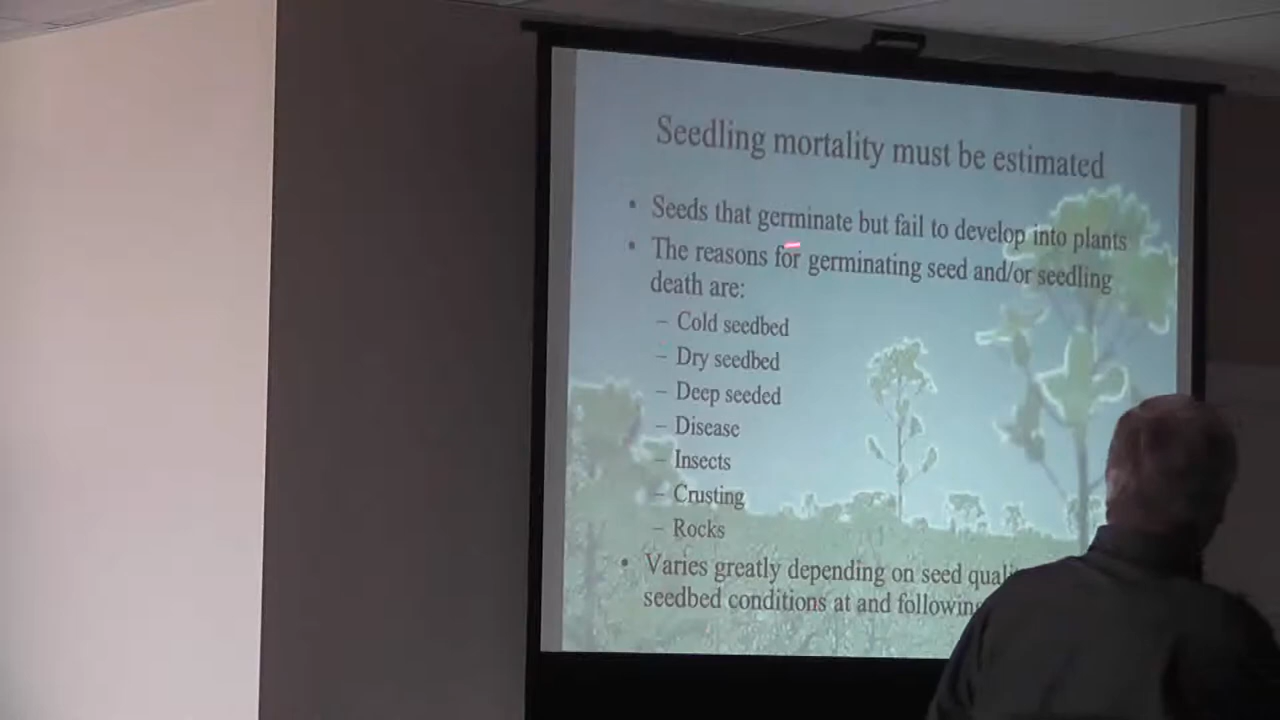 Seedling mortality must be estimated
• Seeds that germinate but fail to develop into plants
• The reasons for germinating seed and/or seedling
death are:
– Cold seedbed
– Dry seedbed
– Deep seeded
– Disease
– Insects
– Crusting
– Rocks
• Varies greatly depending on seed
seedbed conditions at and following